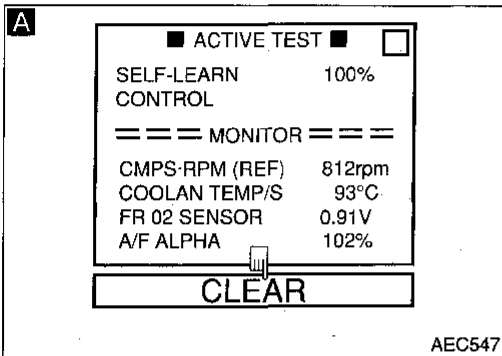 A
■ ACTIVE TEST ■
SELF-LEARN 100%
CONTROL
= = = MONITOR = = =
CMPS·RPM (REF) 812rpm
COOLAN TEMP/S 93°C
FR 02 SENSOR 0.91V
A/F ALPHA 102%
CLEAR
AEC547